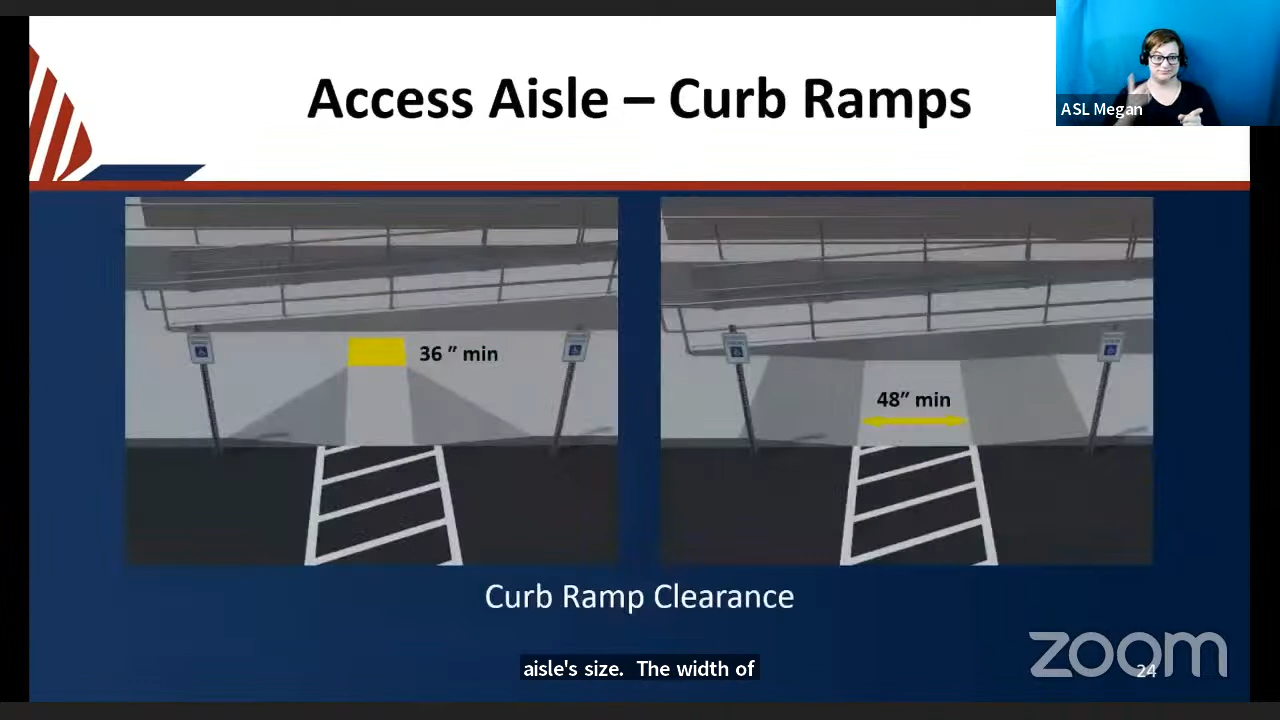 Access Aisle – Curb Ramps
ASL Megan
36 ” min
48” min
Curb Ramp Clearance
zoom
24
aisle's size. The width of